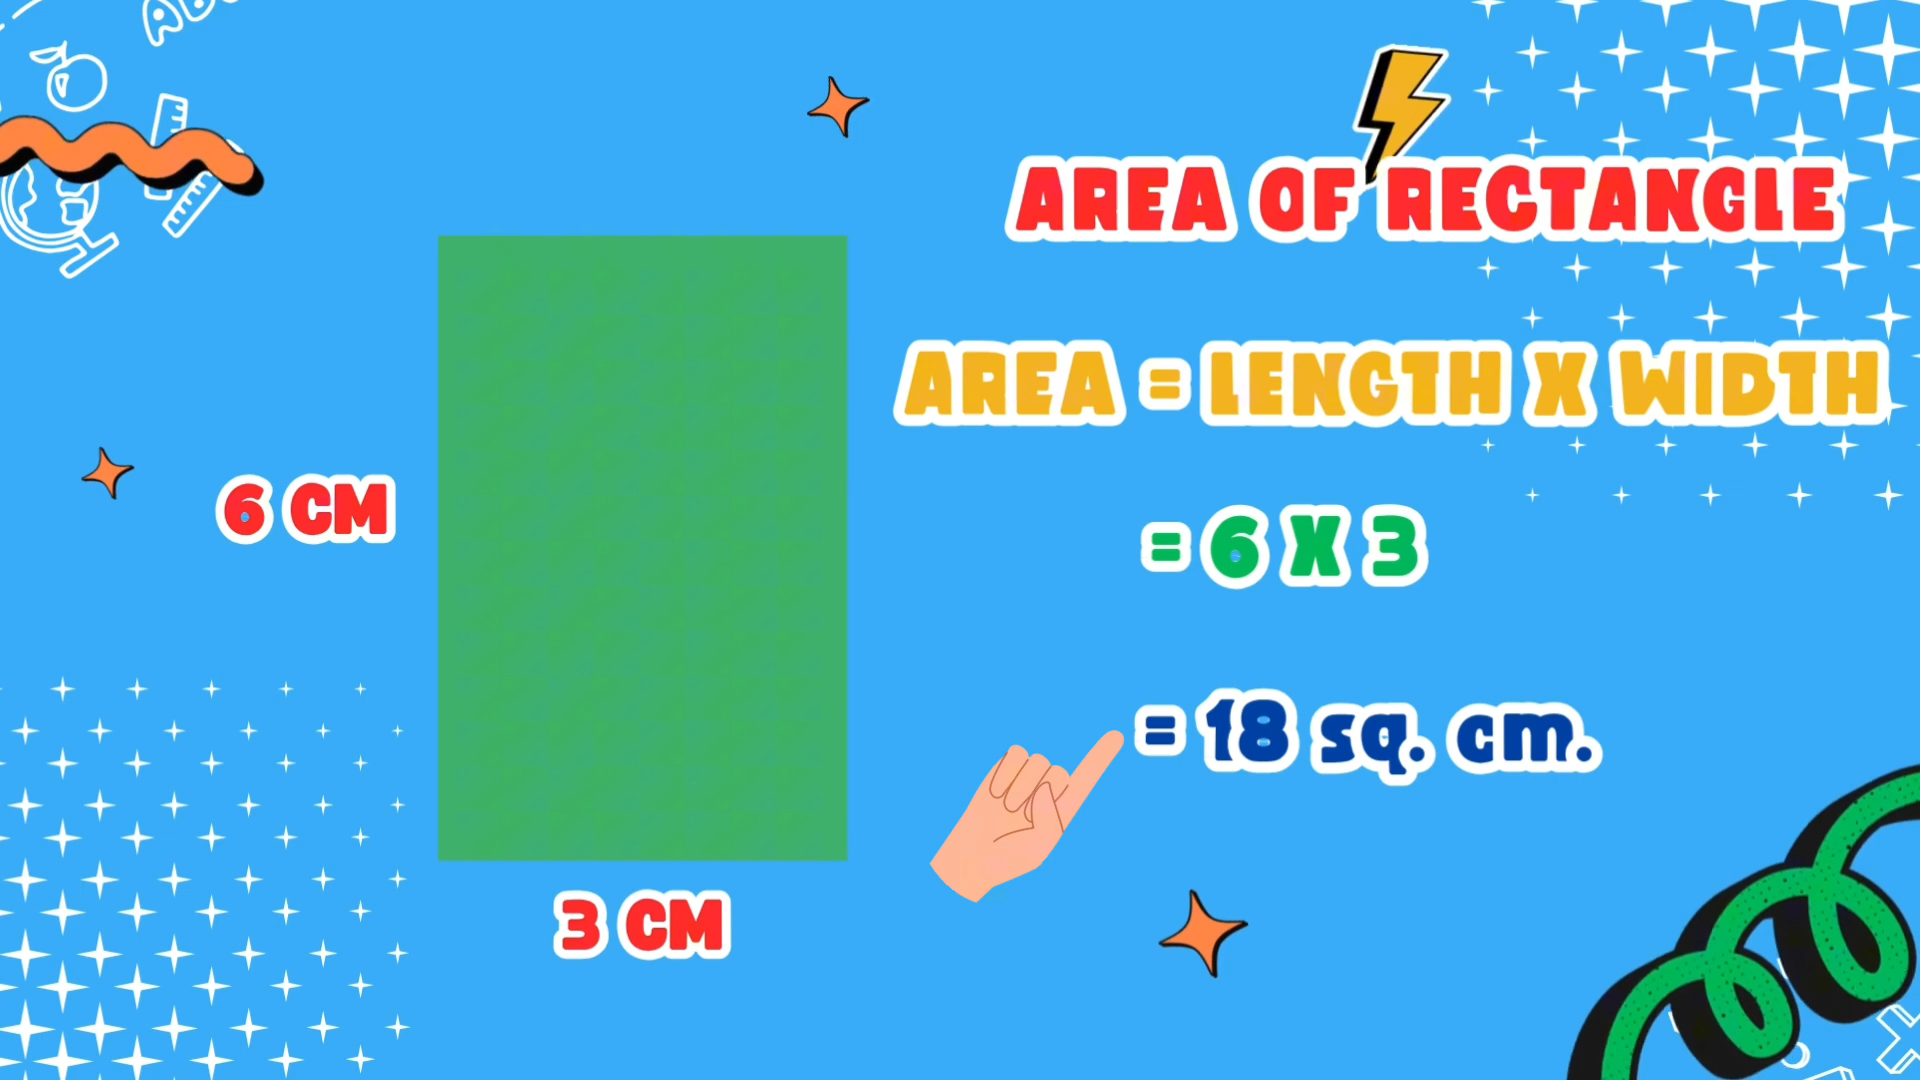 AREA OF RECTANGLE
AREA = LENGTH X WIDTH
6 CM
= 6 X 3
= 18 sq. cm.
3 CM